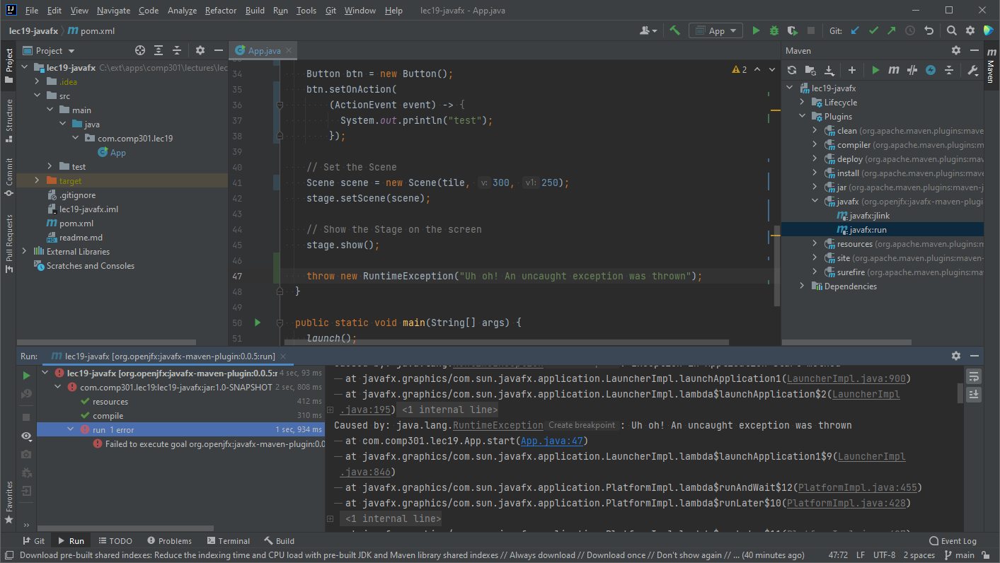 File Edit View Navigate Code Analyze Refactor Build Run Tools Git Window Help lec19-javafx - App.java
lec19-javafx pom.xml
App
Git:
Project
App.java
Maven
Project
Structure
Commit
Pull Requests
Favorites
Maven
lec19-javafx C:\ext\apps\comp301\lectures\lec
.idea
src
main
java
com.comp301.lec19
App
test
target
.gitignore
lec19-javafx.iml
pom.xml
readme.md
External Libraries
Scratches and Consoles
2
34 Button btn = new Button();
35 btn.setOnAction(
36 (ActionEvent event) -> {
37 System.out.println("test");
38 });
39
40 // Set the Scene
41 Scene scene = new Scene(tile, v: 300, v1: 250);
42 stage.setScene(scene);
43
44 // Show the Stage on the screen
45 stage.show();
46
47 throw new RuntimeException("Uh oh! An uncaught exception was thrown");
48 }
49
50 public static void main(String[] args) {
51 launch();
lec19-javafx
Lifecycle
Plugins
clean (org.apache.maven.plugins:mave
compiler (org.apache.maven.plugins:m
deploy (org.apache.maven.plugins:mav
install (org.apache.maven.plugins:mav
jar (org.apache.maven.plugins:maven-j
javafx (org.openjfx:javafx-maven-plugin
javafx:jlink
javafx:run
resources (org.apache.maven.plugins:
site (org.apache.maven.plugins:maven
surefire (org.apache.maven.plugins:ma
Dependencies
Run: lec19-javafx [org.openjfx:javafx-maven-plugin:0.0.5:run]
lec19-javafx [org.openjfx:javafx-maven-plugin:0.0.5:r 4 sec, 93 ms
com.comp301.lec19:lec19-javafx:jar:1.0-SNAPSHOT 2 sec, 808 ms
resources 412 ms
compile 310 ms
run 1 error 1 sec, 934 ms
Failed to execute goal org.openjfx:javafx-maven-plugin:0.0
at javafx.graphics/com.sun.javafx.application.LauncherImpl.launchApplication1(LauncherImpl.java:900)
at javafx.graphics/com.sun.javafx.application.LauncherImpl.lambda$launchApplication$2(LauncherImpl
.java:195) <1 internal line>
Caused by: java.lang.RuntimeException Create breakpoint : Uh oh! An uncaught exception was thrown
at com.comp301.lec19.App.start(App.java:47)
at javafx.graphics/com.sun.javafx.application.LauncherImpl.lambda$launchApplication1$9(LauncherImpl
.java:846)
at javafx.graphics/com.sun.javafx.application.PlatformImpl.lambda$runAndWait$12(PlatformImpl.java:455)
at javafx.graphics/com.sun.javafx.application.PlatformImpl.lambda$runLater$10(PlatformImpl.java:428)
<1 internal line>
Git Run TODO Problems Terminal Build Event Log
Download pre-built shared indexes: Reduce the indexing time and CPU load with pre-built JDK and Maven library shared indexes // Always download // Download once // Don't show again // ... (40 minutes ago) 47:72 LF UTF-8 2 spaces main